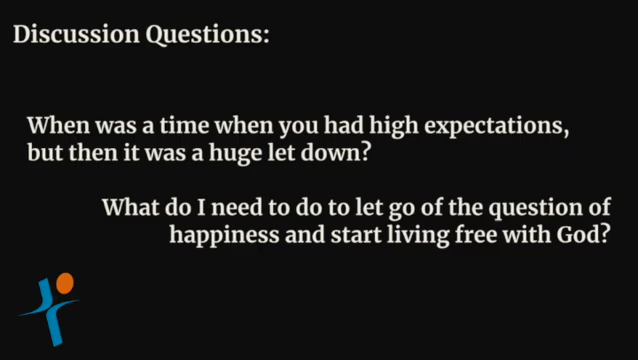 Discussion Questions:
When was a time when you had high expectations,
but then it was a huge let down?
What do I need to do to let go of the question of
happiness and start living free with God?